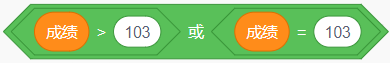 成绩 > 103 或 成绩 = 103